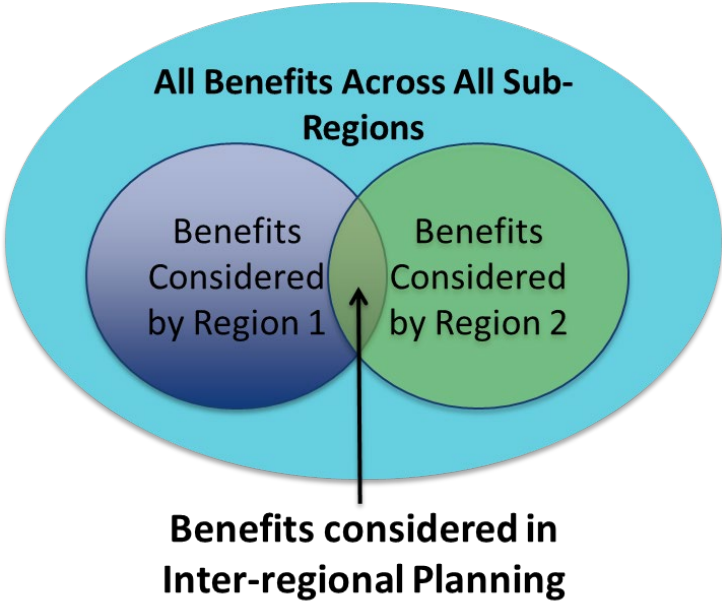 All Benefits Across All Sub-
Regions
Benefits
Considered
by Region 1
Benefits
Considered
by Region 2
Benefits considered in
Inter-regional Planning